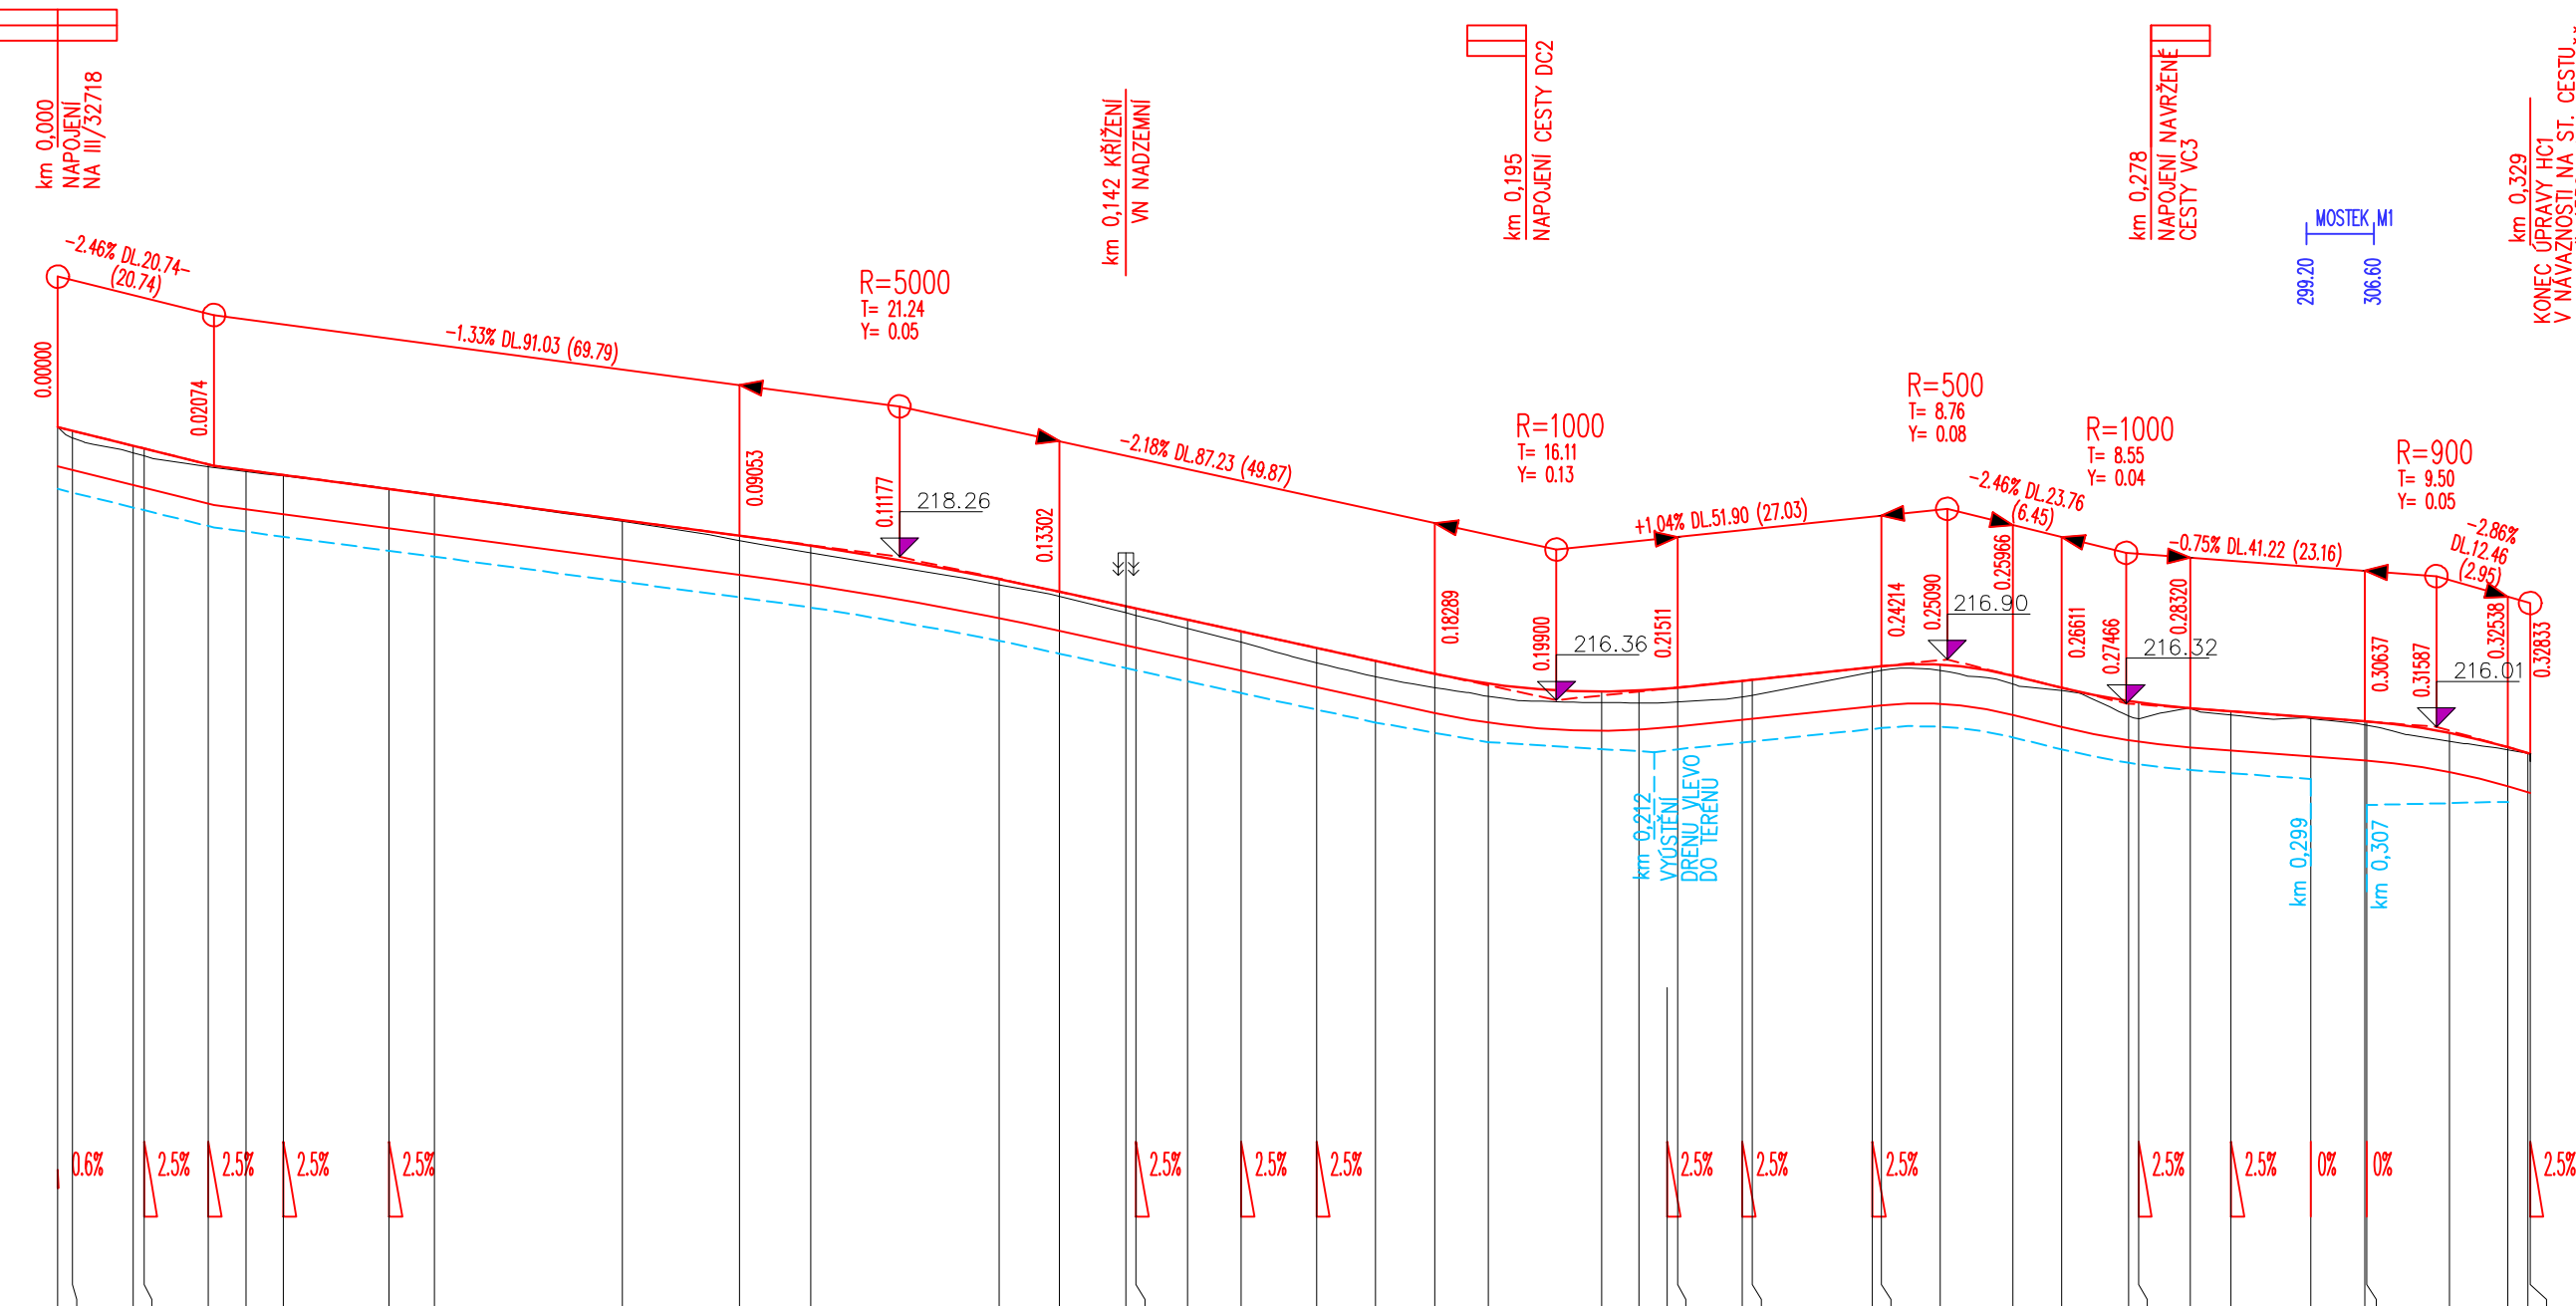 km 0,000
NAPOJENÍ
NA III/32718
km 0,142 KŘÍŽENÍ
VN NADZEMNÍ
km 0,195
NAPOJENÍ CESTY DC2
km 0,278
NAPOJENÍ NAVRŽENÉ
CESTY VC3
MOSTEK M1
299.20
306.60
km 0,329
KONEC ÚPRAVY HC1
V NÁVAZNOSTI NA ST. CESTU
-2.46% DL.20.74-
(20.74)
-1.33% DL.91.03 (69.79)
R=5000
T= 21.24
Y= 0.05
-2.18% DL.87.23 (49.87)
R=1000
T= 16.11
Y= 0.13
+1.04% DL.51.90 (27.03)
R=500
T= 8.76
Y= 0.08
-2.46% DL.23.76
(6.45)
R=1000
T= 8.55
Y= 0.04
-0.75% DL.41.22 (23.16)
R=900
T= 9.50
Y= 0.05
-2.86%
DL.12.46
(2.95)
0.00000
0.02074
0.09053
0.11177
218.26
0.13302
0.18289
0.19900
216.36
0.21511
0.24214
0.25090
216.90
0.25966
0.26611
0.27466
216.32
0.28320
0.30637
0.31587
216.01
0.32538
0.32833
km 0,212
VYÚSTĚNÍ
DRENU VLEVO
DO TERÉNU
km 0,299
km 0,307
0.6%
2.5%
2.5%
2.5%
2.5%
2.5%
2.5%
2.5%
2.5%
2.5%
2.5%
2.5%
2.5%
0%
0%
2.5%